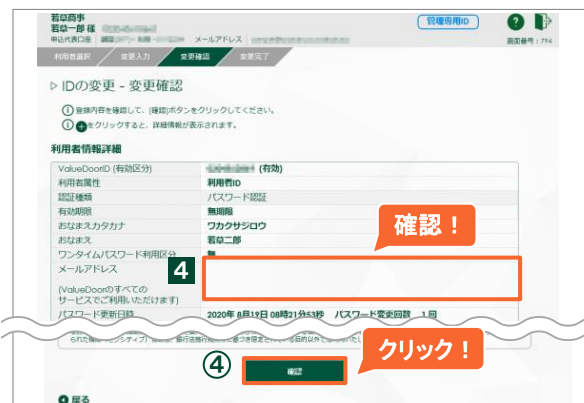 若草商事
若草一郎 様
管理専用ID
?
申込代表口座
メールアドレス
画面番号：794
利用者選択 / 変更入力 / 変更確認 / 変更完了
▷ IDの変更 - 変更確認
ⓘ 登録内容を確認して、[確認]ボタンをクリックしてください。
ⓘ ➕をクリックすると、詳細情報が表示されます。
利用者情報詳細
ValueDoorID (有効区分) (有効)
利用者属性 利用者ID
認証種類 パスワード認証
有効期限 無期限
おなまえカタカナ ワカクサジロウ
おなまえ 若草二郎
ワンタイムパスワード利用区分 無
確認！
4
メールアドレス
(ValueDoorのすべての
サービスでご利用いただけます)
パスワード更新日時 2020年 8月19日 08時21分53秒 パスワード変更回数 1 回
クリック！
④
確認
戻る